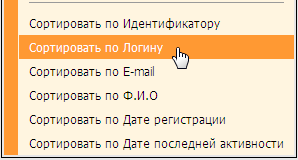 Сортировать по Идентификатору
Сортировать по Логину
Сортировать по E-mail
Сортировать по Ф.И.О
Сортировать по Дате регистрации
Сортировать по Дате последней активности